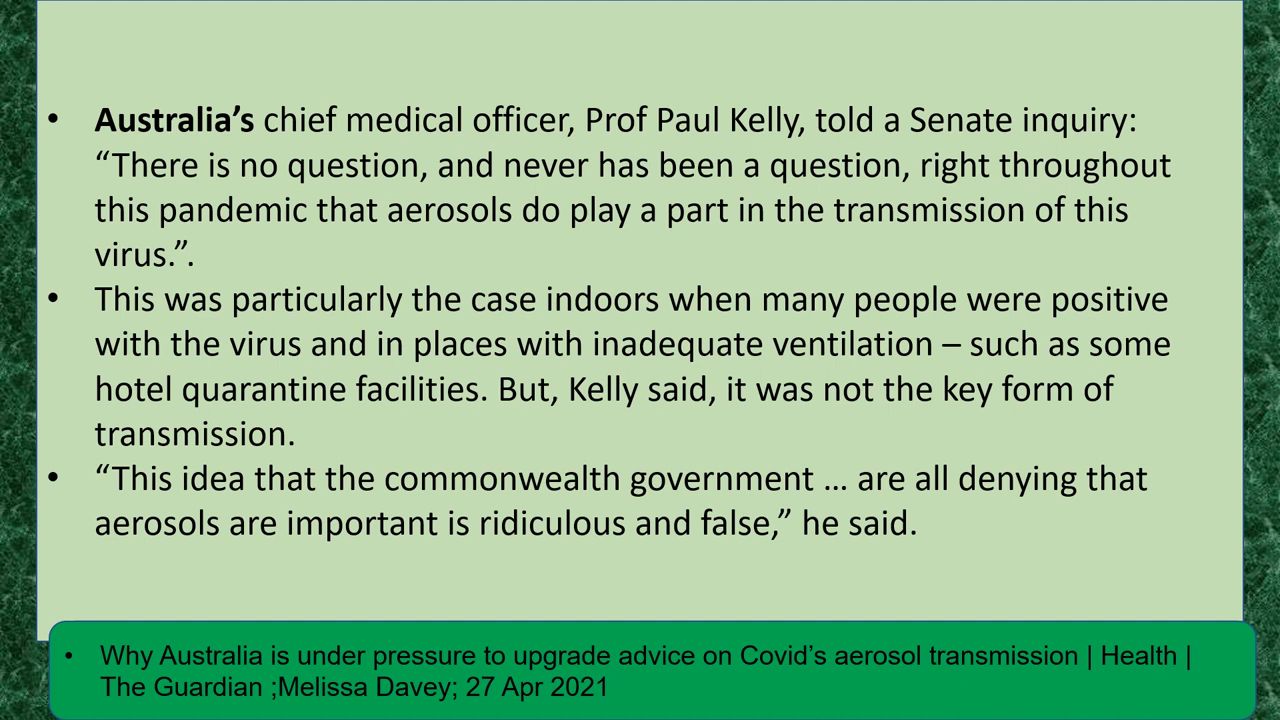 • Australia’s chief medical officer, Prof Paul Kelly, told a Senate inquiry:
“There is no question, and never has been a question, right throughout
this pandemic that aerosols do play a part in the transmission of this
virus.”.
• This was particularly the case indoors when many people were positive
with the virus and in places with inadequate ventilation – such as some
hotel quarantine facilities. But, Kelly said, it was not the key form of
transmission.
• “This idea that the commonwealth government … are all denying that
aerosols are important is ridiculous and false,” he said.
• Why Australia is under pressure to upgrade advice on Covid’s aerosol transmission | Health |
The Guardian ;Melissa Davey; 27 Apr 2021